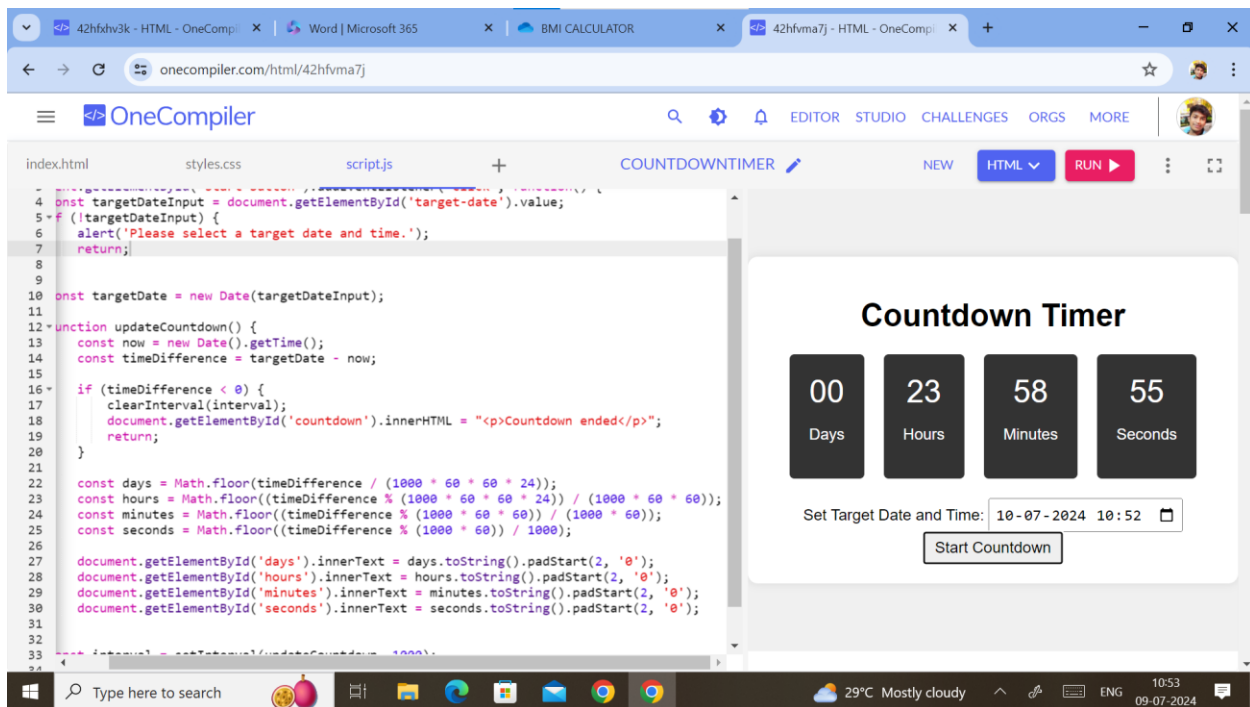 42hfxhv3k - HTML - OneCompil
Word | Microsoft 365
BMI CALCULATOR
42hfvma7j - HTML - OneCompi
onecompiler.com/html/42hfvma7j
OneCompiler
EDITOR STUDIO CHALLENGES ORGS MORE
index.html styles.css script.js COUNTDOWNTIMER NEW HTML RUN
4 onst targetDateInput = document.getElementById('target-date').value;
5 f (!targetDateInput) {
6 alert('Please select a target date and time.');
7 return;
8
9
10 onst targetDate = new Date(targetDateInput);
11
12 unction updateCountdown() {
13 const now = new Date().getTime();
14 const timeDifference = targetDate - now;
15
16 if (timeDifference < 0) {
17 clearInterval(interval);
18 document.getElementById('countdown').innerHTML = "<p>Countdown ended</p>";
19 return;
20 }
21
22 const days = Math.floor(timeDifference / (1000 * 60 * 60 * 24));
23 const hours = Math.floor((timeDifference % (1000 * 60 * 60 * 24)) / (1000 * 60 * 60));
24 const minutes = Math.floor((timeDifference % (1000 * 60 * 60)) / (1000 * 60));
25 const seconds = Math.floor((timeDifference % (1000 * 60)) / 1000);
26
27 document.getElementById('days').innerText = days.toString().padStart(2, '0');
28 document.getElementById('hours').innerText = hours.toString().padStart(2, '0');
29 document.getElementById('minutes').innerText = minutes.toString().padStart(2, '0');
30 document.getElementById('seconds').innerText = seconds.toString().padStart(2, '0');
31
32
33
Countdown Timer
00 23 58 55
Days Hours Minutes Seconds
Set Target Date and Time: 10-07-2024 10:52
Start Countdown
Type here to search
29°C Mostly cloudy
ENG
10:53
09-07-2024